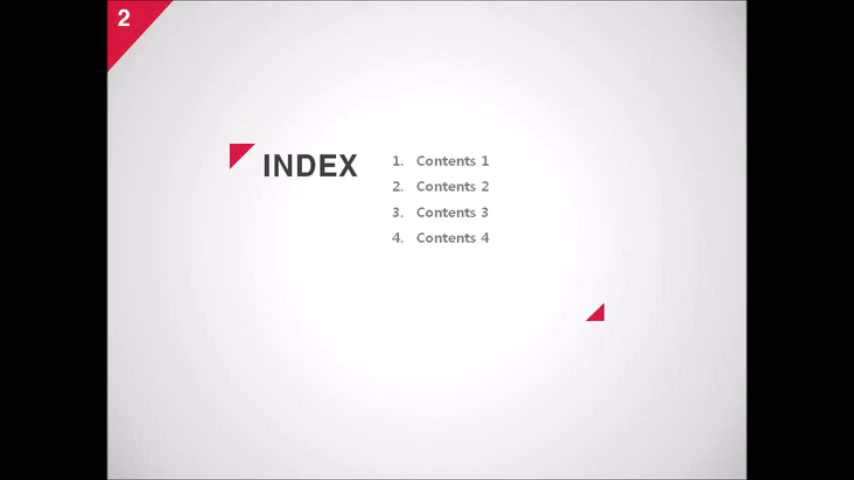 2
INDEX
1. Contents 1
2. Contents 2
3. Contents 3
4. Contents 4